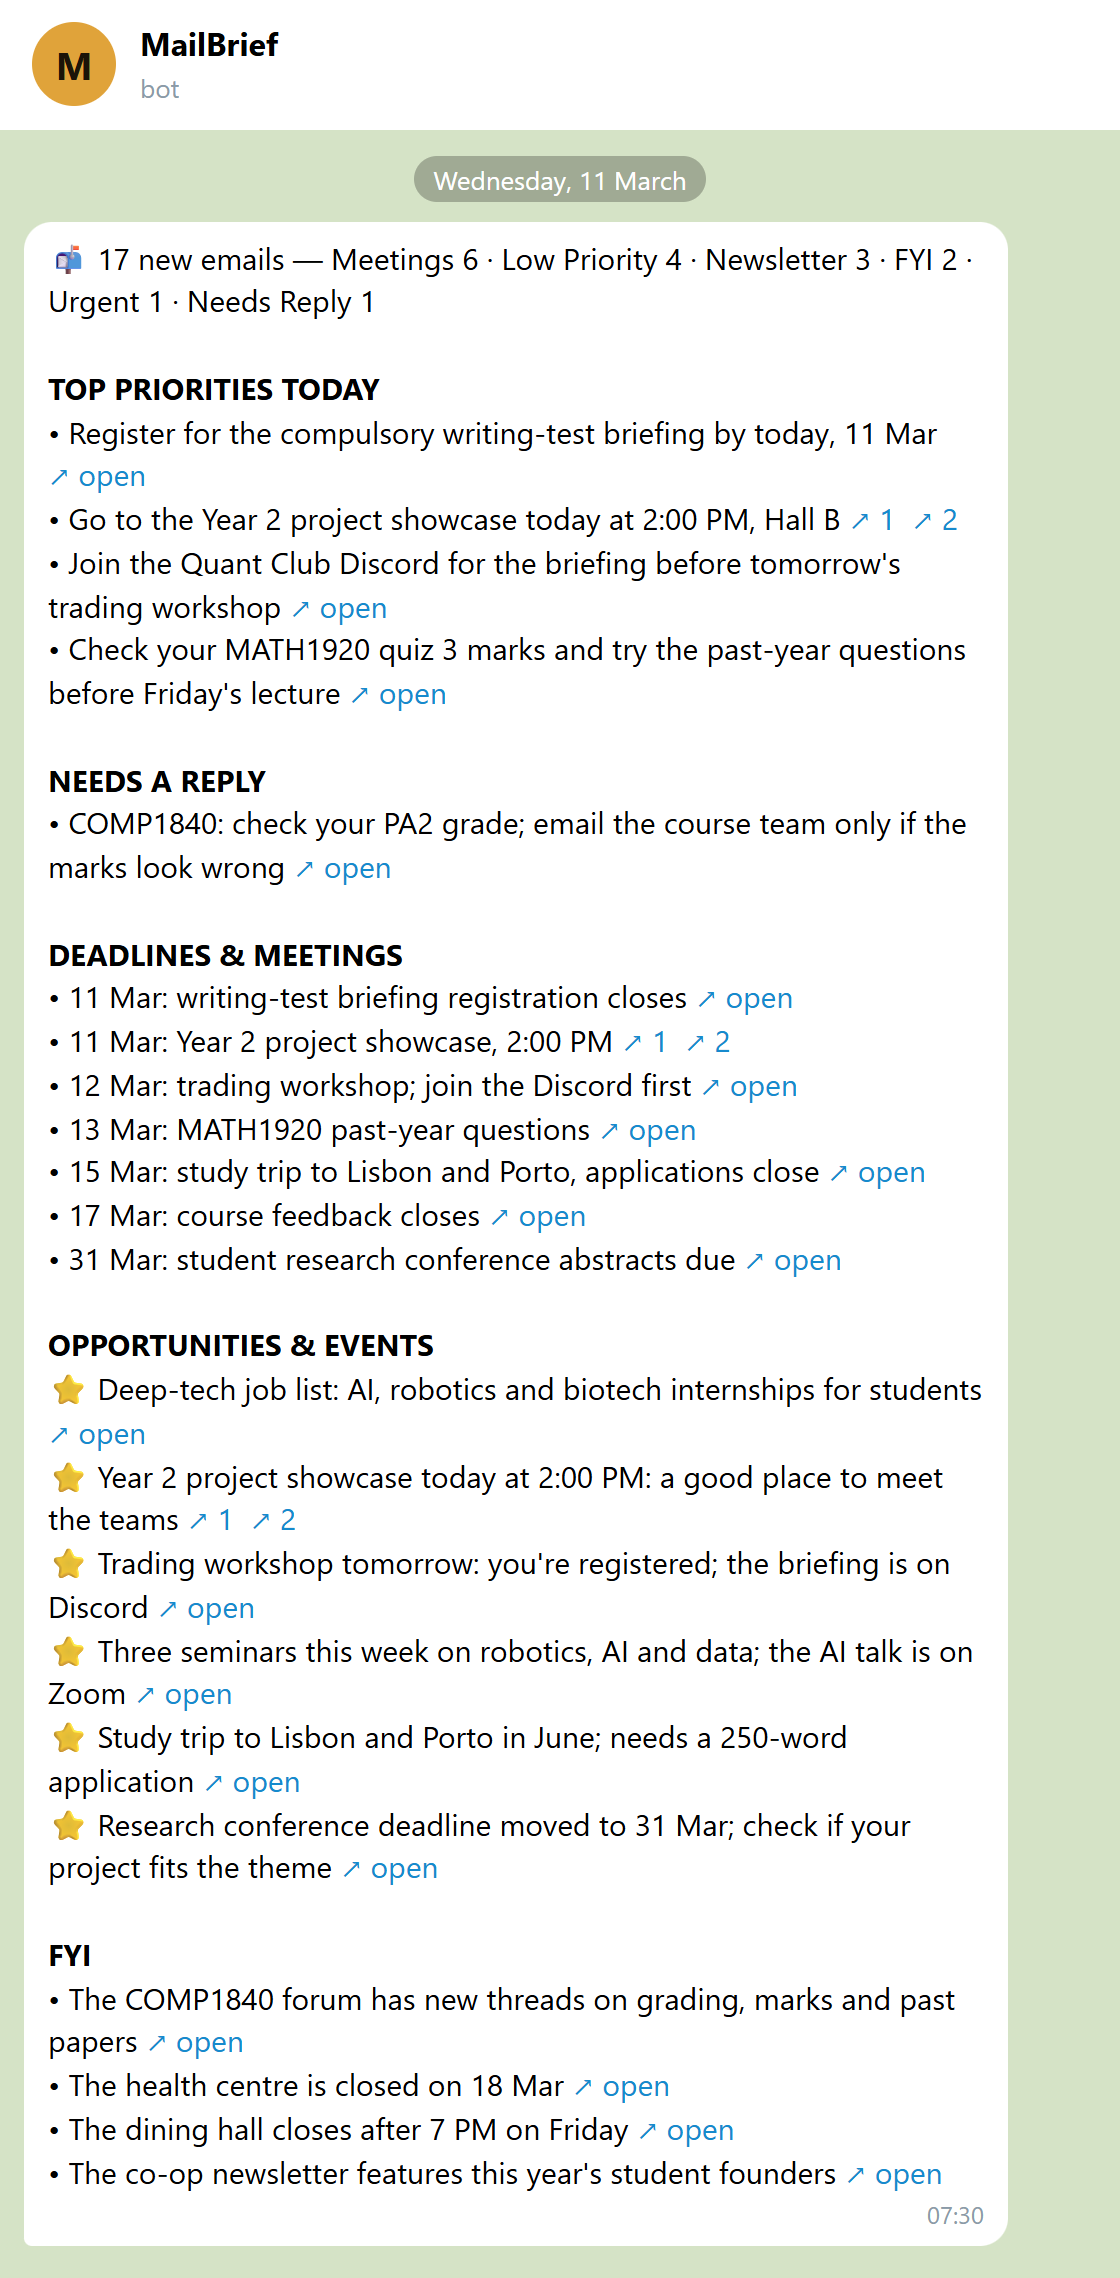 M
MailBrief
bot
Wednesday, 11 March
📬 17 new emails — Meetings 6 · Low Priority 4 · Newsletter 3 · FYI 2 ·
Urgent 1 · Needs Reply 1
TOP PRIORITIES TODAY
• Register for the compulsory writing-test briefing by today, 11 Mar
↗ open
• Go to the Year 2 project showcase today at 2:00 PM, Hall B ↗ 1 ↗ 2
• Join the Quant Club Discord for the briefing before tomorrow's
trading workshop ↗ open
• Check your MATH1920 quiz 3 marks and try the past-year questions
before Friday's lecture ↗ open
NEEDS A REPLY
• COMP1840: check your PA2 grade; email the course team only if the
marks look wrong ↗ open
DEADLINES & MEETINGS
• 11 Mar: writing-test briefing registration closes ↗ open
• 11 Mar: Year 2 project showcase, 2:00 PM ↗ 1 ↗ 2
• 12 Mar: trading workshop; join the Discord first ↗ open
• 13 Mar: MATH1920 past-year questions ↗ open
• 15 Mar: study trip to Lisbon and Porto, applications close ↗ open
• 17 Mar: course feedback closes ↗ open
• 31 Mar: student research conference abstracts due ↗ open
OPPORTUNITIES & EVENTS
⭐ Deep-tech job list: AI, robotics and biotech internships for students
↗ open
⭐ Year 2 project showcase today at 2:00 PM: a good place to meet
the teams ↗ 1 ↗ 2
⭐ Trading workshop tomorrow: you're registered; the briefing is on
Discord ↗ open
⭐ Three seminars this week on robotics, AI and data; the AI talk is on
Zoom ↗ open
⭐ Study trip to Lisbon and Porto in June; needs a 250-word
application ↗ open
⭐ Research conference deadline moved to 31 Mar; check if your
project fits the theme ↗ open
FYI
• The COMP1840 forum has new threads on grading, marks and past
papers ↗ open
• The health centre is closed on 18 Mar ↗ open
• The dining hall closes after 7 PM on Friday ↗ open
• The co-op newsletter features this year's student founders ↗ open
07:30